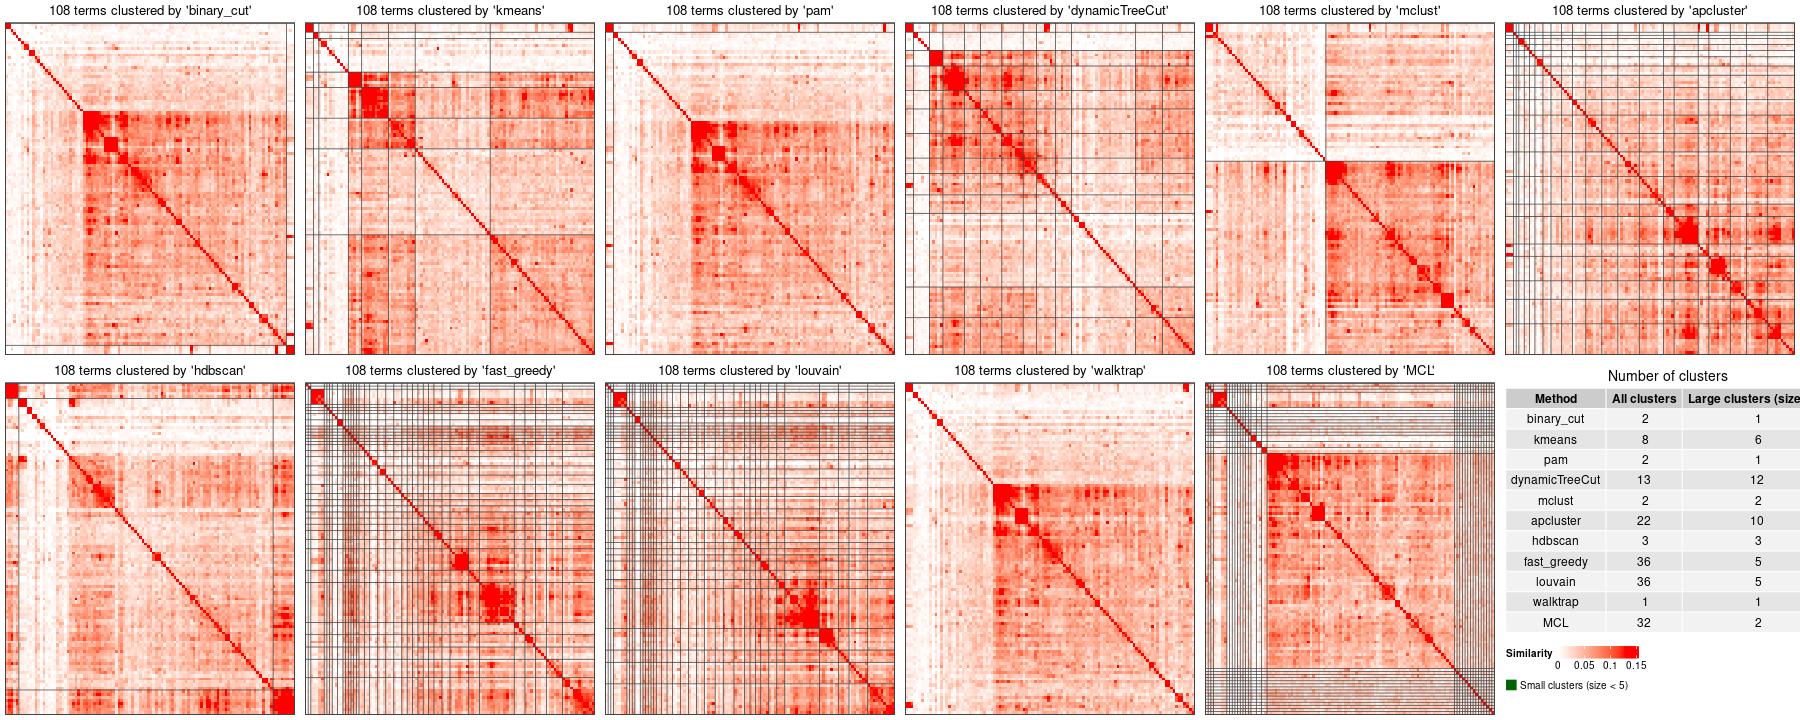 108 terms clustered by 'binary_cut'
108 terms clustered by 'kmeans'
108 terms clustered by 'pam'
108 terms clustered by 'dynamicTreeCut'
108 terms clustered by 'mclust'
108 terms clustered by 'apcluster'
108 terms clustered by 'hdbscan'
108 terms clustered by 'fast_greedy'
108 terms clustered by 'louvain'
108 terms clustered by 'walktrap'
108 terms clustered by 'MCL'
Number of clusters
Method All clusters Large clusters (size
binary_cut 2 1
kmeans 8 6
pam 2 1
dynamicTreeCut 13 12
mclust 2 2
apcluster 22 10
hdbscan 3 3
fast_greedy 36 5
louvain 36 5
walktrap 1 1
MCL 32 2
Similarity
0 0.05 0.1 0.15
Small clusters (size < 5)